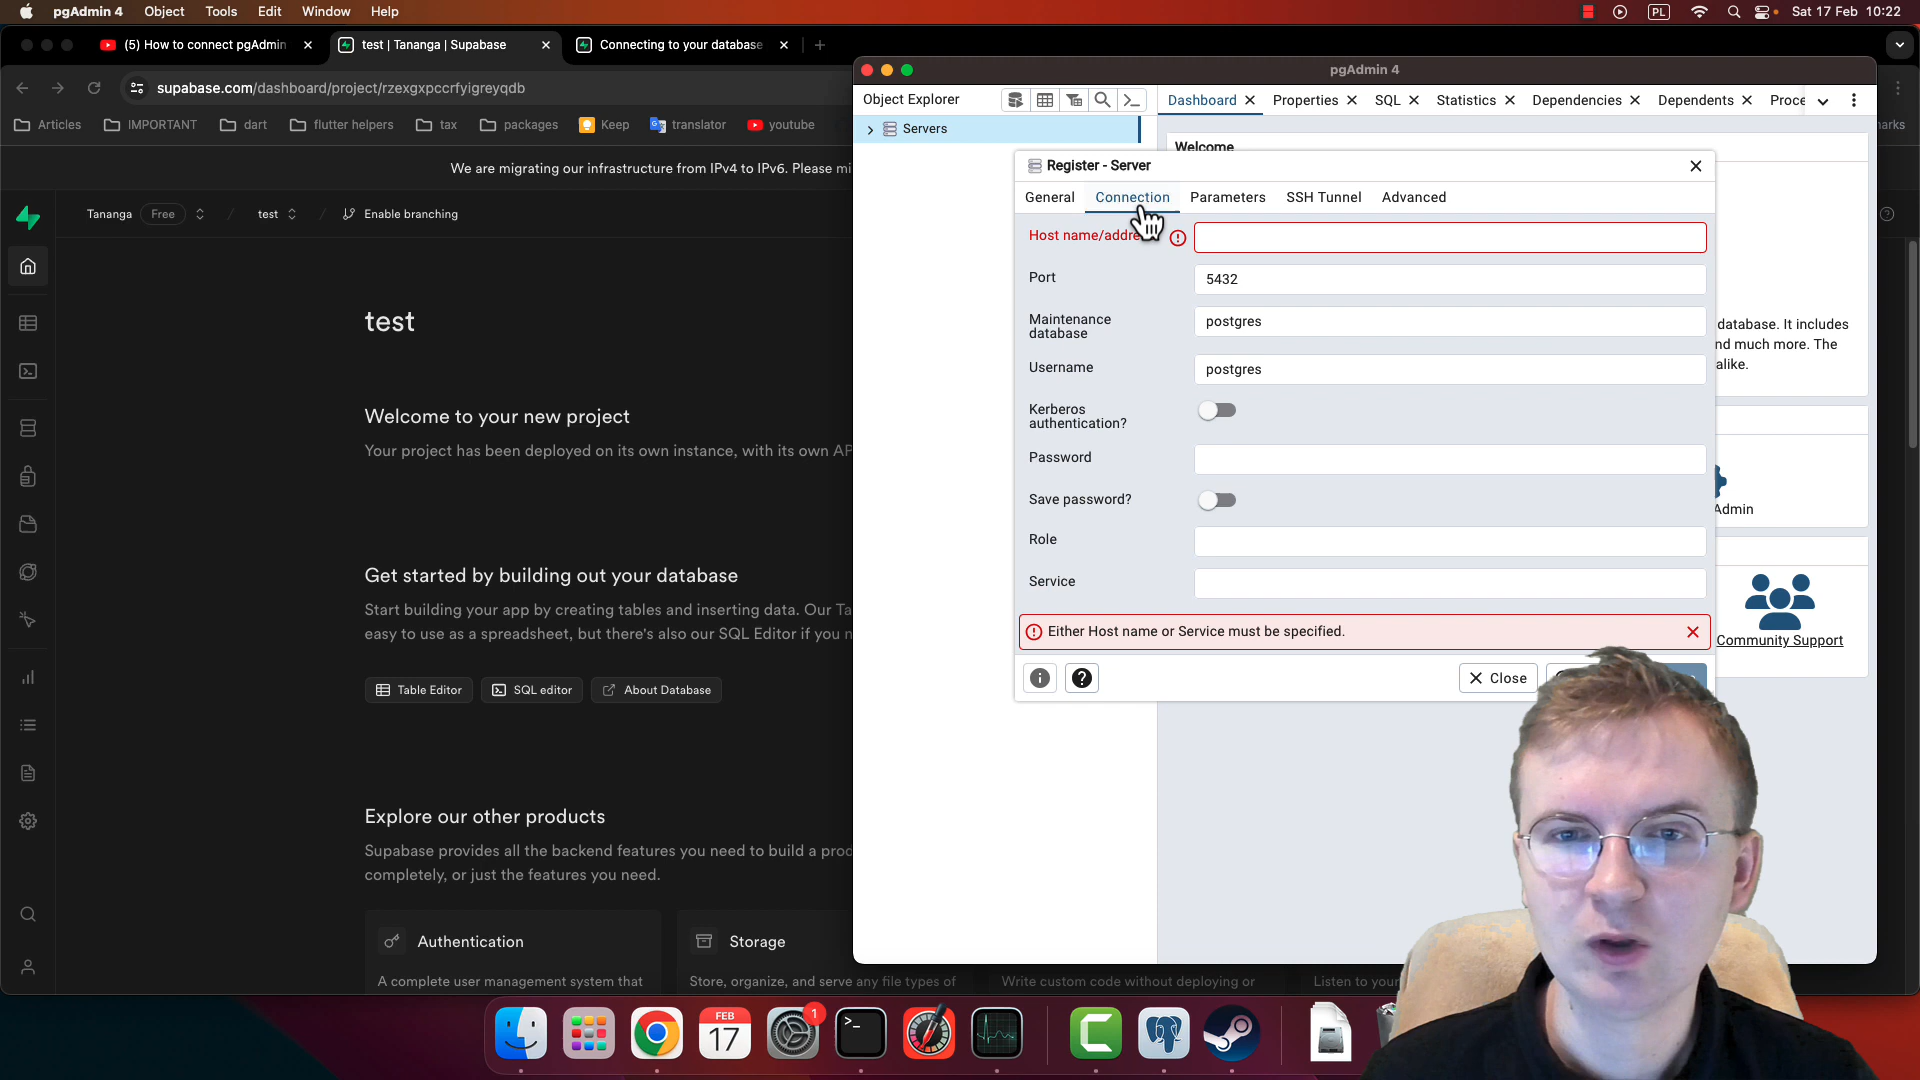 pgAdmin 4 Object Tools Edit Window Help
PL Sat 17 Feb 10:22
(5) How to connect pgAdmin
test | Tananga | Supabase
Connecting to your database
supabase.com/dashboard/project/rzexgxpccrfyigreyqdb
Articles IMPORTANT dart flutter helpers tax packages Keep translator youtube
We are migrating our infrastructure from IPv4 to IPv6. Please mi
Tananga Free / test / Enable branching
test
Welcome to your new project
Your project has been deployed on its own instance, with its own AP
Get started by building out your database
Start building your app by creating tables and inserting data. Our Ta
easy to use as a spreadsheet, but there's also our SQL Editor if you n
Table Editor SQL editor About Database
Explore our other products
Supabase provides all the backend features you need to build a prod
completely, or just the features you need.
Authentication
A complete user management system that
Storage
Store, organize, and serve any file types of
Write custom code without deploying or
Listen to your
pgAdmin 4
Object Explorer
Dashboard Properties SQL Statistics Dependencies Dependents Proce
Servers
Welcome
Register - Server
General Connection Parameters SSH Tunnel Advanced
Host name/addre
Port 5432
Maintenance
database
postgres
Username postgres
Kerberos
authentication?
Password
Save password?
Role
Service
Either Host name or Service must be specified.
Close
database. It includes
nd much more. The
alike.
Admin
Community Support
arks
FEB
17
1